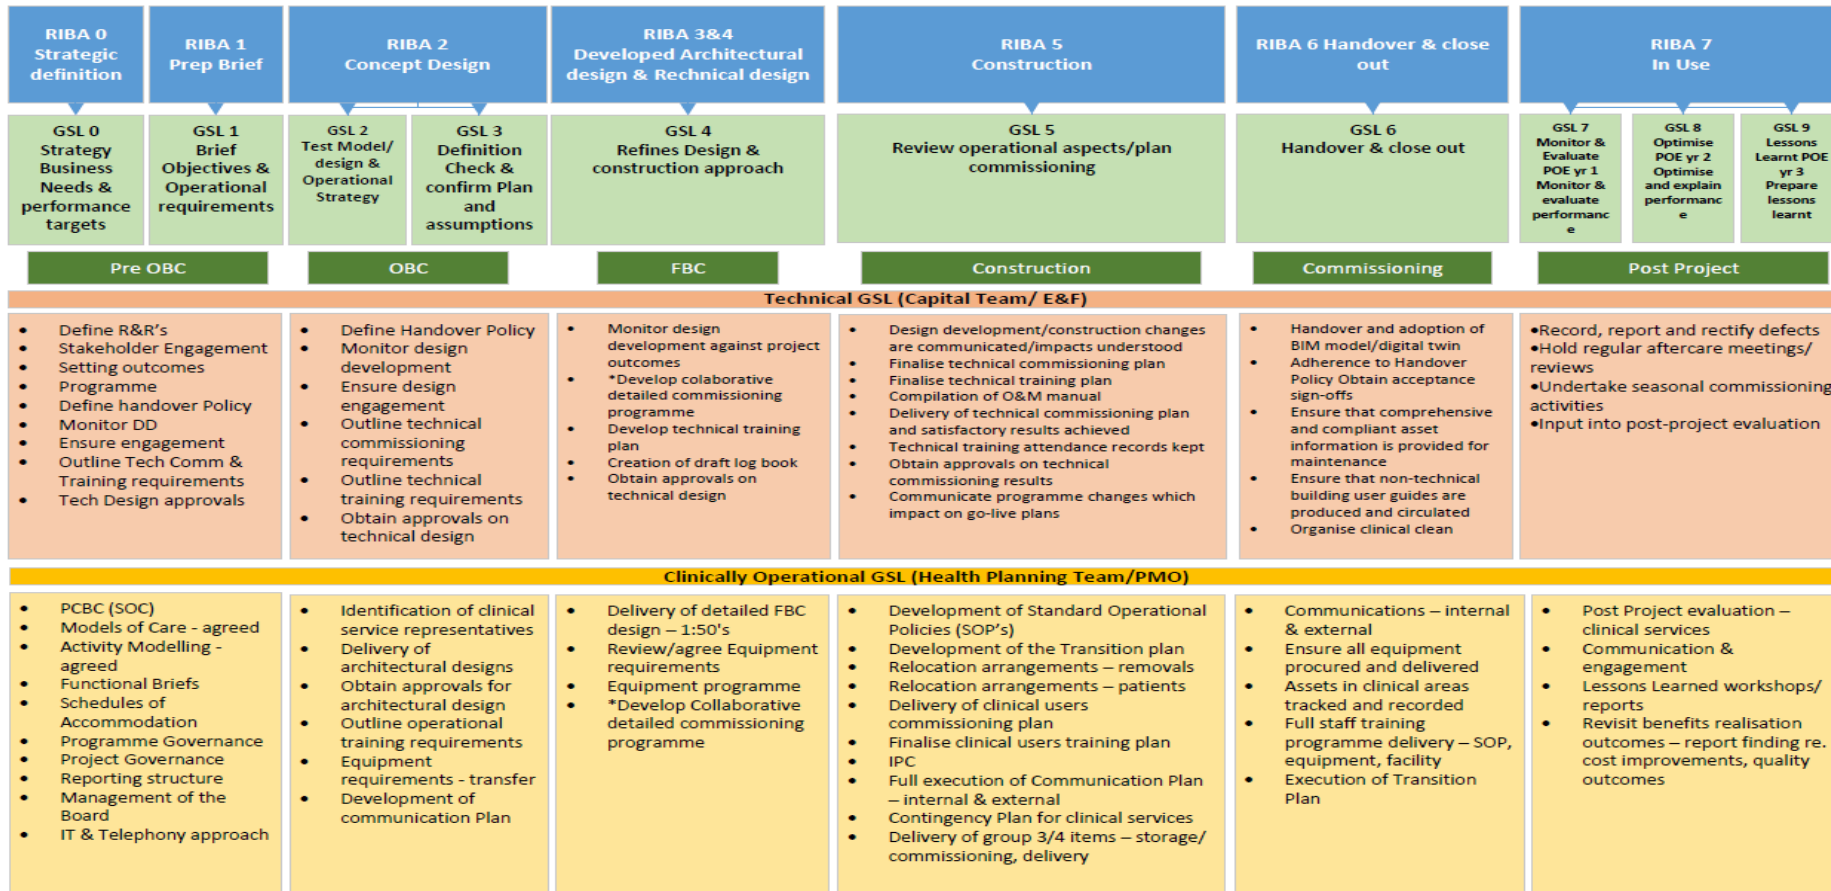 RIBA 0
Strategic
definition
RIBA 1
Prep Brief
RIBA 2
Concept Design
RIBA 3&4
Developed Architectural
design & Rechnical design
RIBA 5
Construction
RIBA 6 Handover & close
out
RIBA 7
In Use
GSL 0
Strategy
Business
Needs &
performance
targets
GSL 1
Brief
Objectives &
Operational
requirements
GSL 2
Test Model/
design &
Operational
Strategy
GSL 3
Definition
Check &
confirm Plan
and
assumptions
GSL 4
Refines Design &
construction approach
GSL 5
Review operational aspects/plan
commissioning
GSL 6
Handover & close out
GSL 7
Monitor &
Evaluate
POE yr 1
Monitor &
evaluate
performanc
e
GSL 8
Optimise
POE yr 2
Optimise
and explain
performanc
e
GSL 9
Lessons
Learnt POE
yr 3
Prepare
lessons
learnt
Pre OBC
OBC
FBC
Construction
Commissioning
Post Project
Technical GSL (Capital Team/ E&F)
• Define R&R's
• Stakeholder Engagement
• Setting outcomes
• Programme
• Define handover Policy
• Monitor DD
• Ensure engagement
• Outline Tech Comm &
Training requirements
• Tech Design approvals
• Define Handover Policy
• Monitor design
development
• Ensure design
engagement
• Outline technical
commissioning
requirements
• Outline technical
training requirements
• Obtain approvals on
technical design
• Monitor design
development against project
outcomes
• *Develop colaborative
detailed commissioning
programme
• Develop technical training
plan
• Creation of draft log book
• Obtain approvals on
technical design
• Design development/construction changes
are communicated/impacts understood
• Finalise technical commissioning plan
• Finalise technical training plan
• Compilation of O&M manual
• Delivery of technical commissioning plan
and satisfactory results achieved
• Technical training attendance records kept
• Obtain approvals on technical
commissioning results
• Communicate programme changes which
impact on go-live plans
• Handover and adoption of
BIM model/digital twin
• Adherence to Handover
Policy Obtain acceptance
sign-offs
• Ensure that comprehensive
and compliant asset
information is provided for
maintenance
• Ensure that non-technical
building user guides are
produced and circulated
• Organise clinical clean
•Record, report and rectify defects
•Hold regular aftercare meetings/
reviews
•Undertake seasonal commissioning
activities
•Input into post-project evaluation
Clinically Operational GSL (Health Planning Team/PMO)
• PCBC (SOC)
• Models of Care - agreed
• Activity Modelling -
agreed
• Functional Briefs
• Schedules of
Accommodation
• Programme Governance
• Project Governance
• Reporting structure
• Management of the
Board
• IT & Telephony approach
• Identification of clinical
service representatives
• Delivery of
architectural designs
• Obtain approvals for
architectural design
• Outline operational
training requirements
• Equipment
requirements - transfer
• Development of
communication Plan
• Delivery of detailed FBC
design – 1:50's
• Review/agree Equipment
requirements
• Equipment programme
• *Develop Collaborative
detailed commissioning
programme
• Development of Standard Operational
Policies (SOP's)
• Development of the Transition plan
• Relocation arrangements – removals
• Relocation arrangements – patients
• Delivery of clinical users
commissioning plan
• Finalise clinical users training plan
• IPC
• Full execution of Communication Plan
– internal & external
• Contingency Plan for clinical services
• Delivery of group 3/4 items – storage/
commissioning, delivery
• Communications – internal
& external
• Ensure all equipment
procured and delivered
• Assets in clinical areas
tracked and recorded
• Full staff training
programme delivery – SOP,
equipment, facility
• Execution of Transition
Plan
• Post Project evaluation –
clinical services
• Communication &
engagement
• Lessons Learned workshops/
reports
• Revisit benefits realisation
outcomes – report finding re.
cost improvements, quality
outcomes